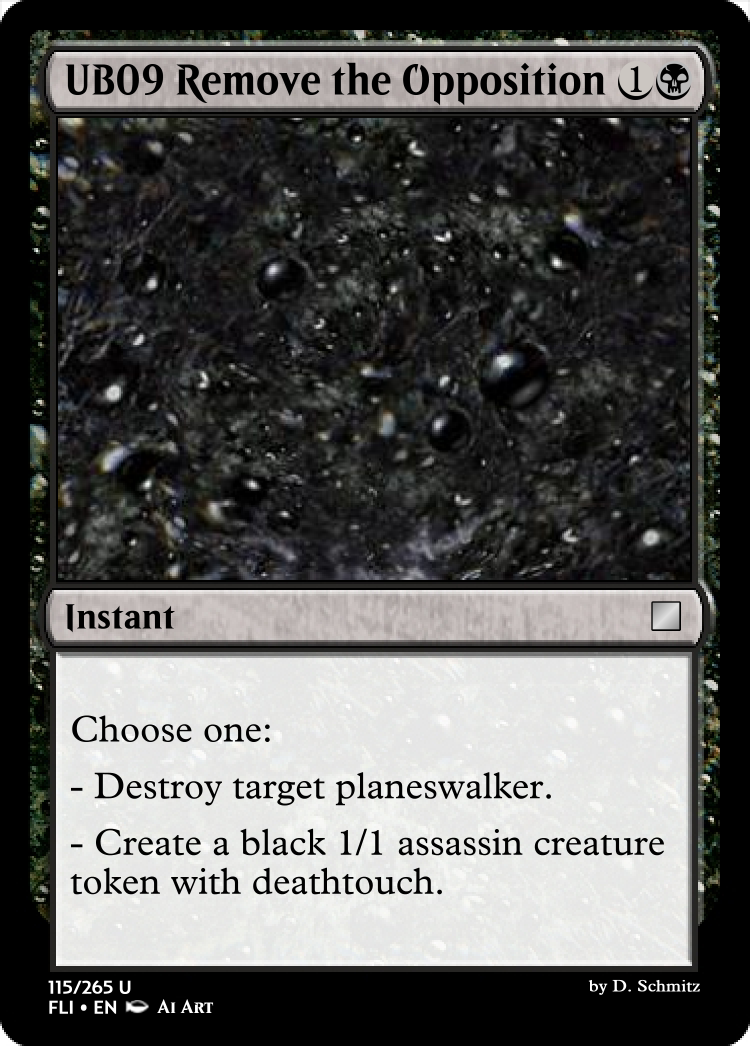 UB09 Remove the Opposition 1
Instant
Choose one:
- Destroy target planeswalker.
- Create a black 1/1 assassin creature
token with deathtouch.
115/265 U
FLI • EN AI ART
by D. Schmitz